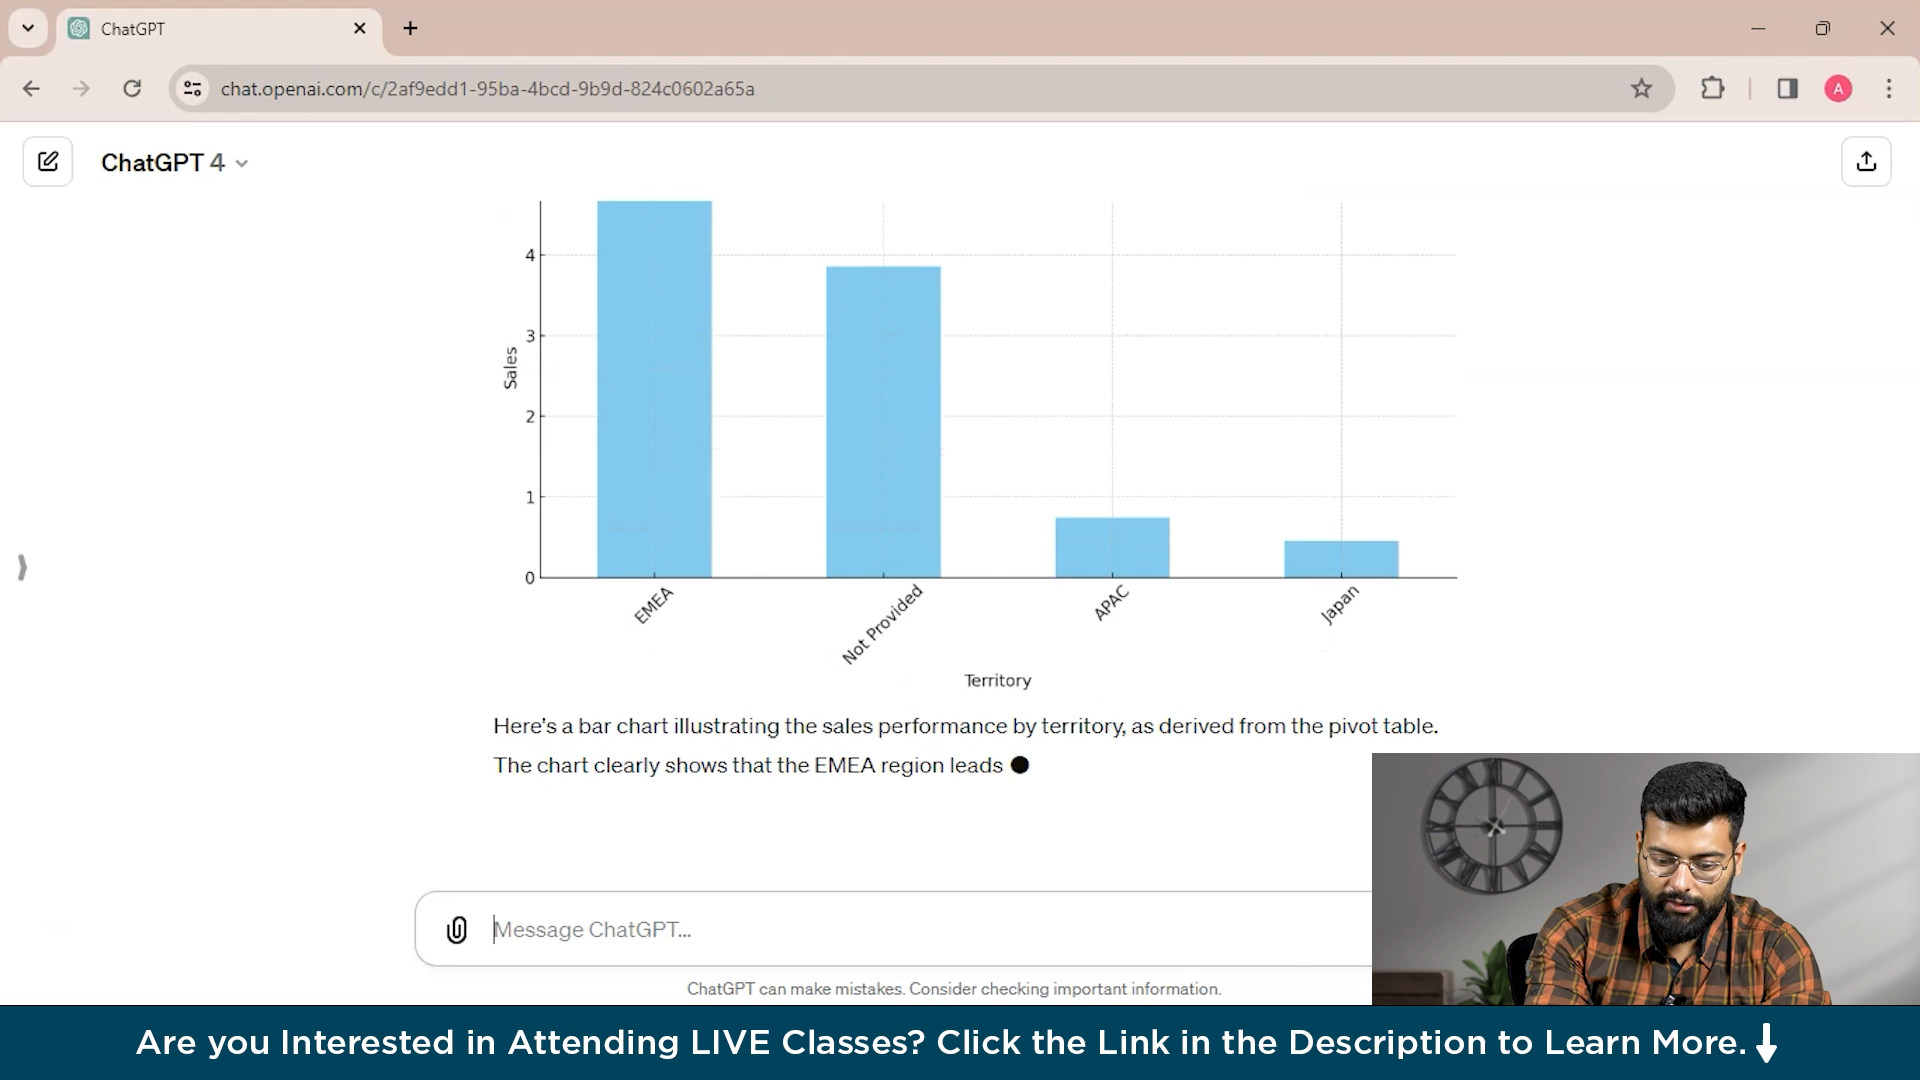 ChatGPT
chat.openai.com/c/2af9edd1-95ba-4bcd-9b9d-824c0602a65a
A
ChatGPT 4
4
3
2
1
0
Sales
EMEA
Not Provided
APAC
Japan
Territory
Here's a bar chart illustrating the sales performance by territory, as derived from the pivot table.
The chart clearly shows that the EMEA region leads
Message ChatGPT...
ChatGPT can make mistakes. Consider checking important information.
Are you Interested in Attending LIVE Classes? Click the Link in the Description to Learn More.